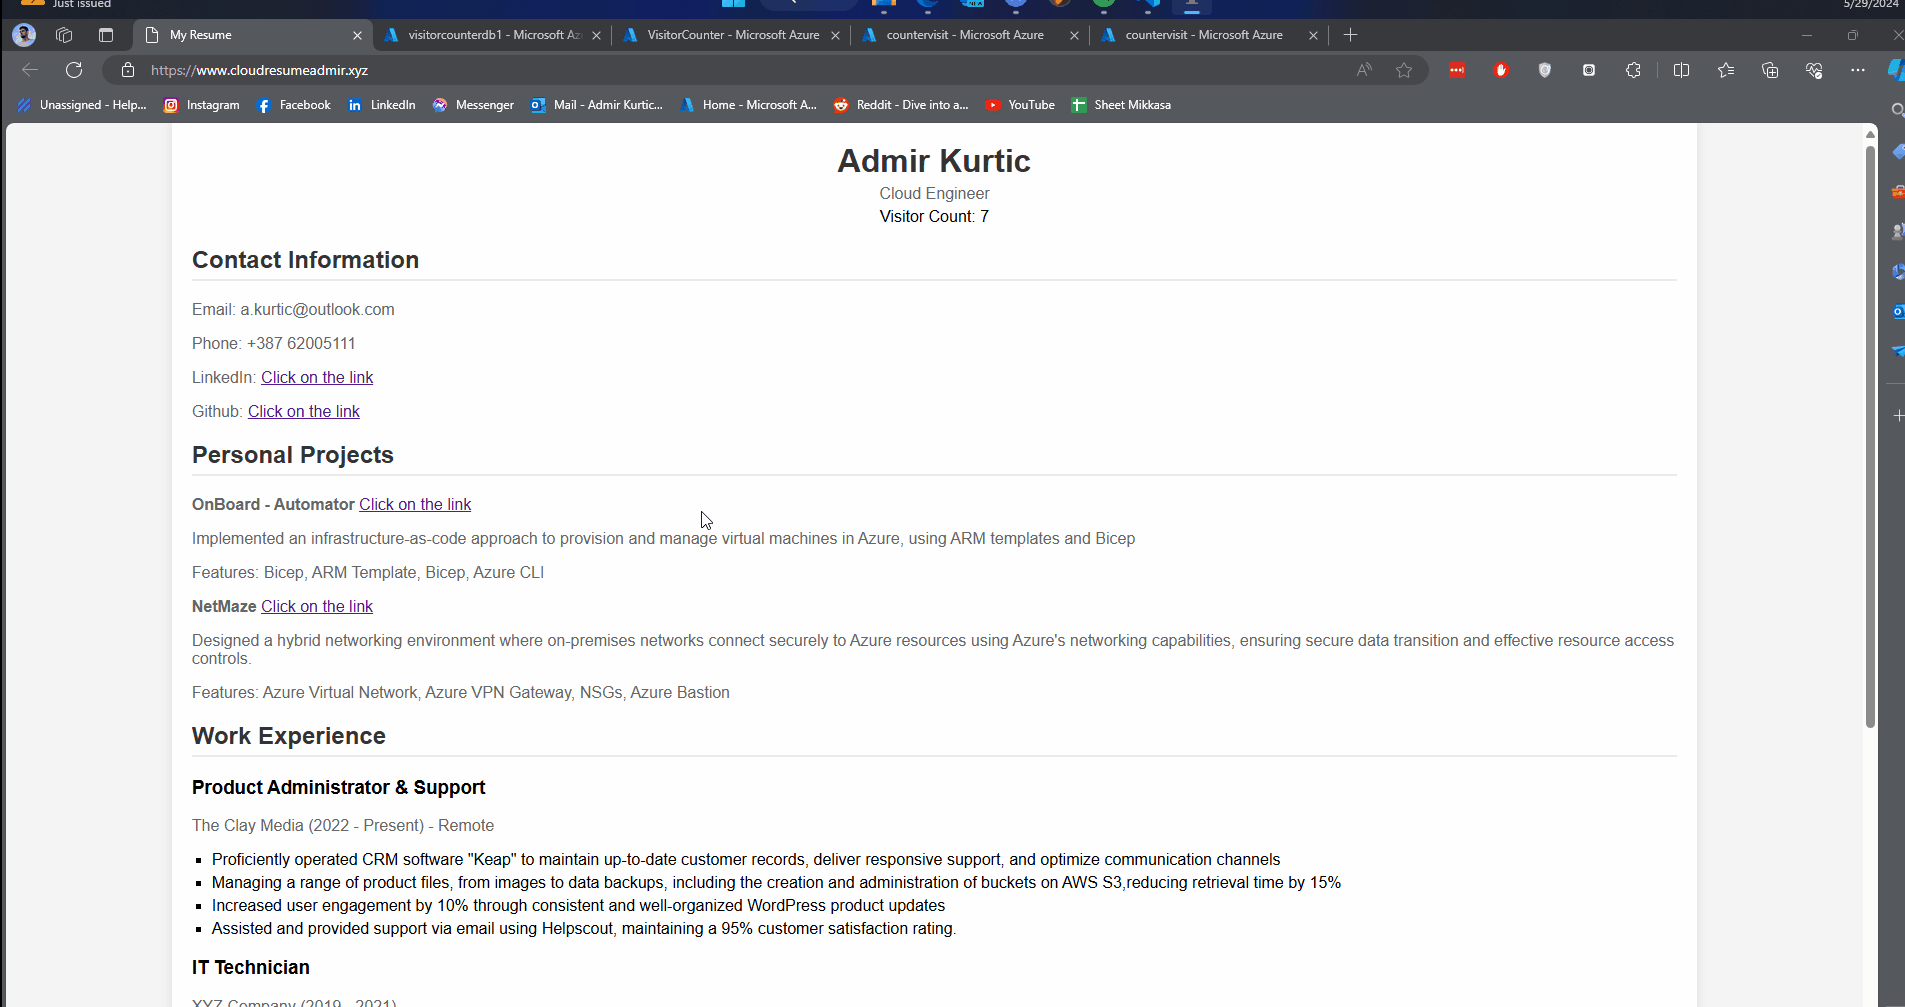 Just issued
5/29/2024
My Resume
visitorcounterdb1 - Microsoft Az
VisitorCounter - Microsoft Azure
countervisit - Microsoft Azure
countervisit - Microsoft Azure
https://www.cloudresumeadmir.xyz
Unassigned - Help...
Instagram
Facebook
LinkedIn
Messenger
Mail - Admir Kurtic...
Home - Microsoft A...
Reddit - Dive into a...
YouTube
Sheet Mikkasa
Admir Kurtic
Cloud Engineer
Visitor Count: 7
Contact Information
Email: a.kurtic@outlook.com
Phone: +387 62005111
LinkedIn: Click on the link
Github: Click on the link
Personal Projects
OnBoard - Automator Click on the link
Implemented an infrastructure-as-code approach to provision and manage virtual machines in Azure, using ARM templates and Bicep
Features: Bicep, ARM Template, Bicep, Azure CLI
NetMaze Click on the link
Designed a hybrid networking environment where on-premises networks connect securely to Azure resources using Azure's networking capabilities, ensuring secure data transition and effective resource access
controls.
Features: Azure Virtual Network, Azure VPN Gateway, NSGs, Azure Bastion
Work Experience
Product Administrator & Support
The Clay Media (2022 - Present) - Remote
Proficiently operated CRM software "Keap" to maintain up-to-date customer records, deliver responsive support, and optimize communication channels
Managing a range of product files, from images to data backups, including the creation and administration of buckets on AWS S3,reducing retrieval time by 15%
Increased user engagement by 10% through consistent and well-organized WordPress product updates
Assisted and provided support via email using Helpscout, maintaining a 95% customer satisfaction rating.
IT Technician
XYZ Company (2019 - 2021)